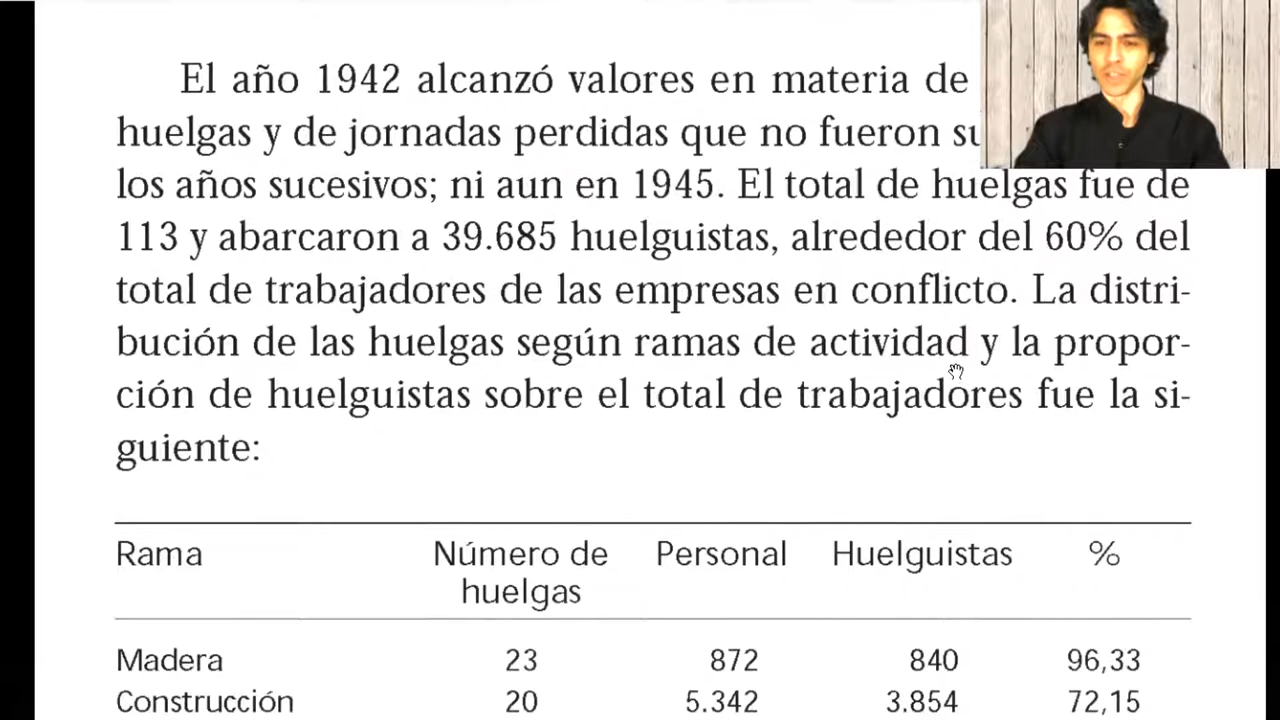 El año 1942 alcanzó valores en materia de
huelgas y de jornadas perdidas que no fueron
los años sucesivos; ni aun en 1945. El total de huelgas fue de
113 y abarcaron a 39.685 huelguistas, alrededor del 60% del
total de trabajadores de las empresas en conflicto. La distri-
bución de las huelgas según ramas de actividad y la propor-
ción de huelguistas sobre el total de trabajadores fue la si-
guiente:
Rama Número de huelgas Personal Huelguistas %
Madera 23 872 840 96,33
Construcción 20 5.342 3.854 72,15